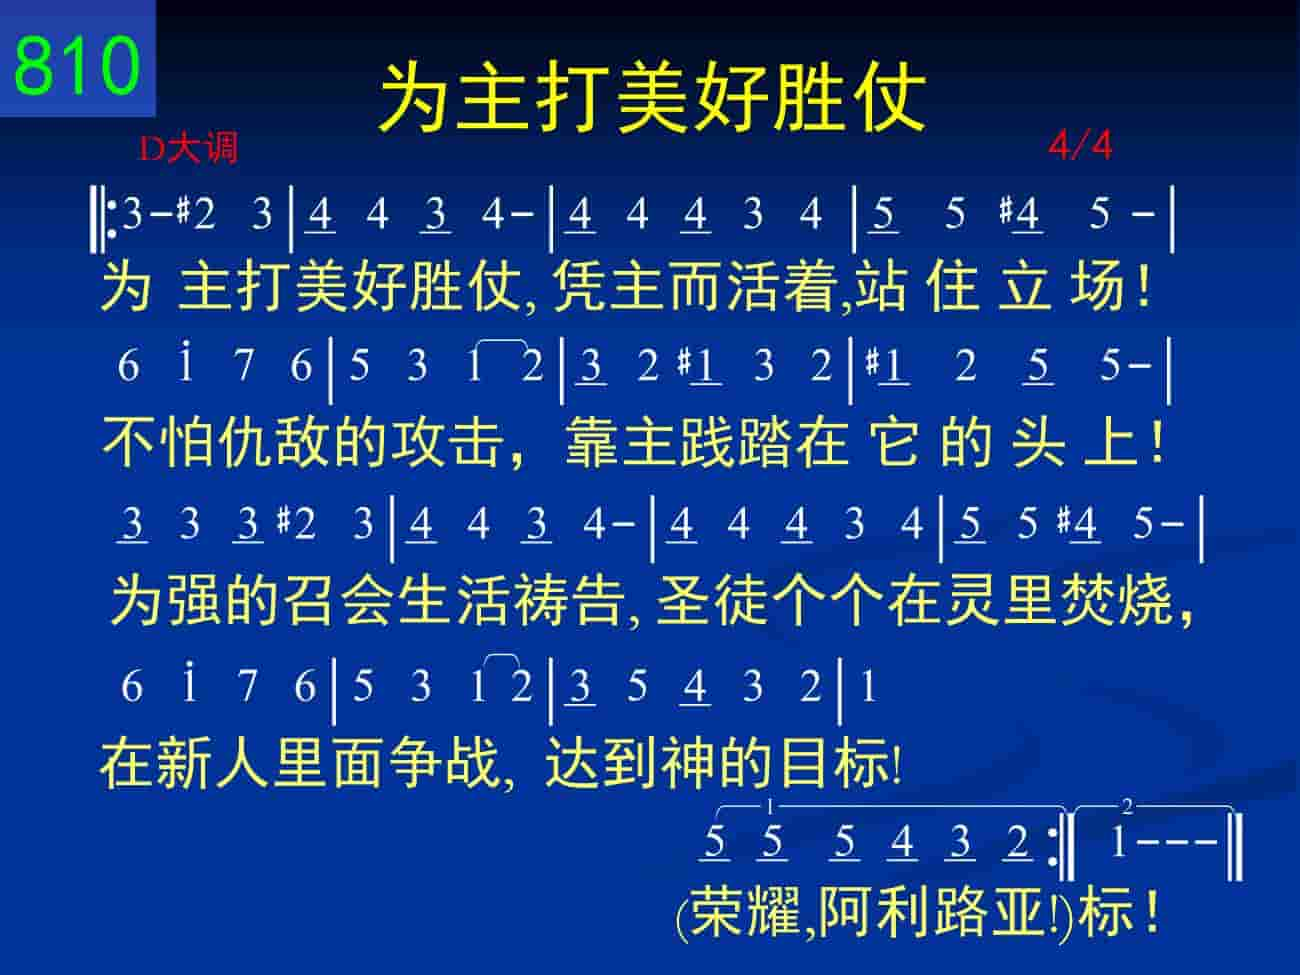 810
为主打美好胜仗
D大调 4/4
3-#2 3|4 4 3 4-|4 4 4 3 4|5 5 #4 5 -|
为 主打美好胜仗, 凭主而活着,站 住 立 场!
6 i 7 6|5 3 1 2|3 2 #1 3 2|#1 2 5 5-|
不怕仇敌的攻击，靠主践踏在 它 的 头 上!
3 3 3 #2 3|4 4 3 4-|4 4 4 3 4|5 5 #4 5-|
为强的召会生活祷告, 圣徒个个在灵里焚烧，
6 i 7 6|5 3 1 2|3 5 4 3 2|1
在新人里面争战, 达到神的目标!
1 2
5 5 5 4 3 2:‖ 1---‖
(荣耀,阿利路亚!)标!